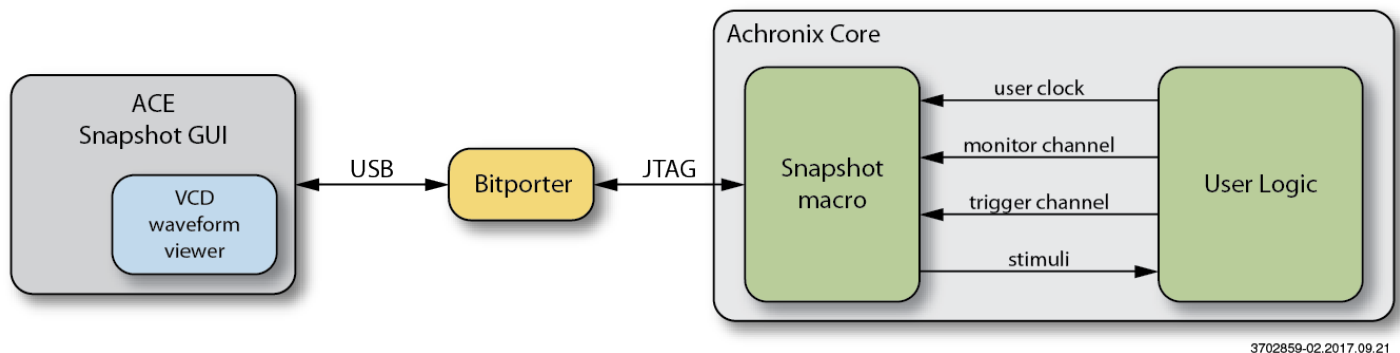 Achronix Core
ACE
Snapshot GUI
VCD
waveform
viewer
USB
Bitporter
JTAG
Snapshot
macro
user clock
monitor channel
trigger channel
stimuli
User Logic
3702859-02.2017.09.21